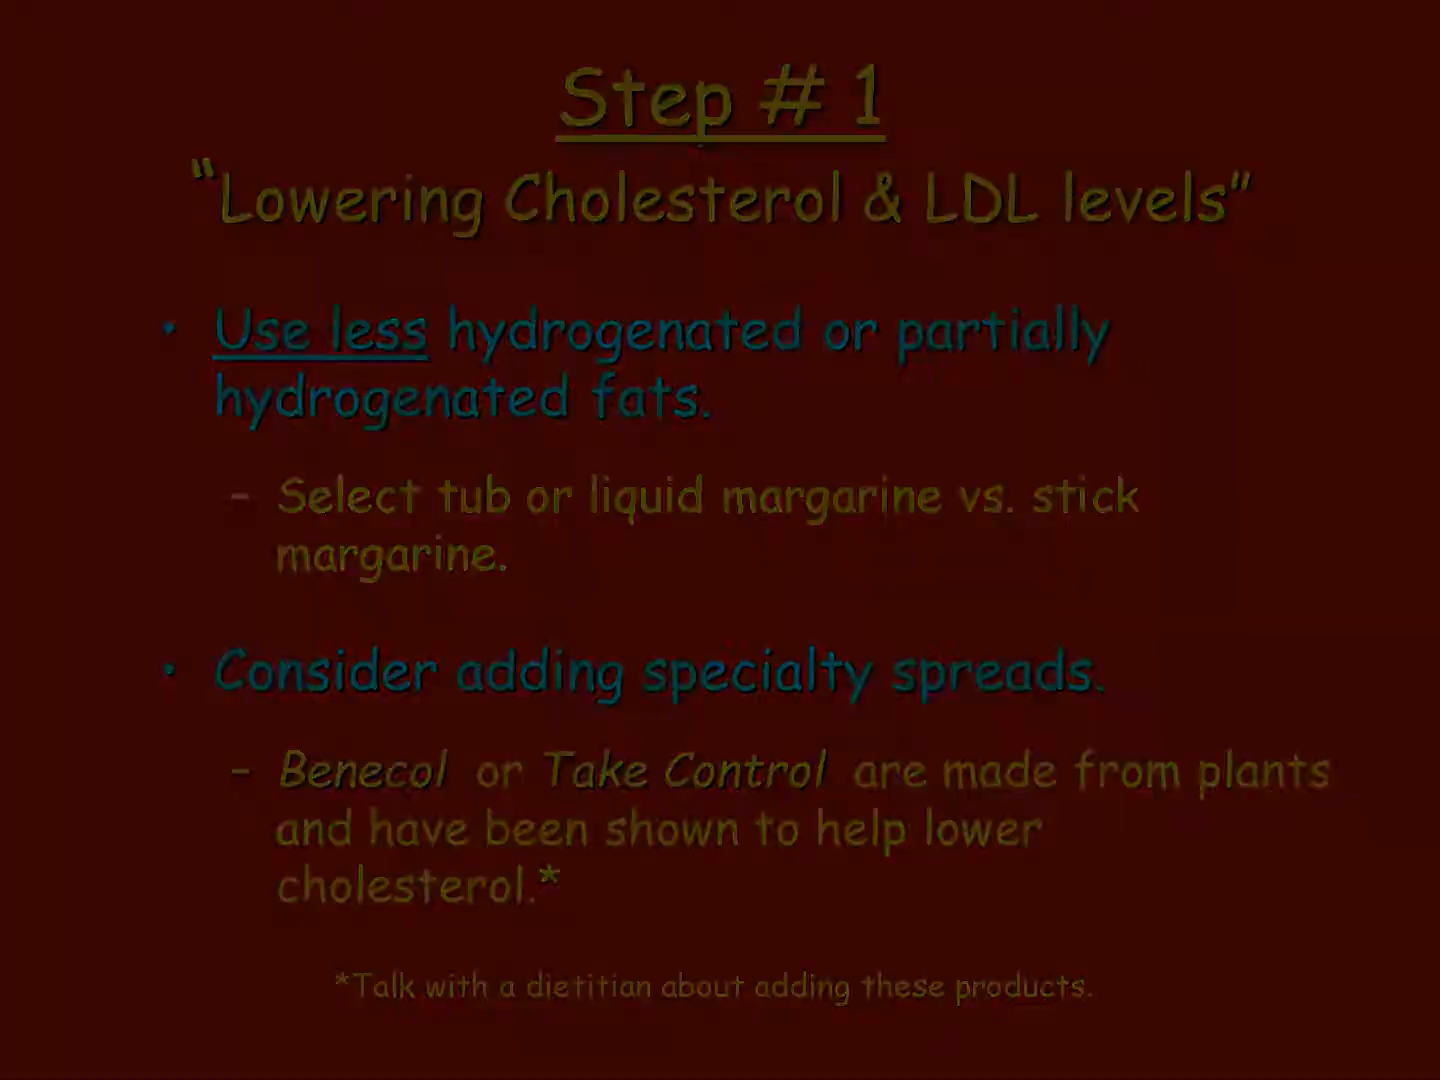 Step # 1
“Lowering Cholesterol & LDL levels”
• Use less hydrogenated or partially
hydrogenated fats.
– Select tub or liquid margarine vs. stick
margarine.
• Consider adding specialty spreads.
– Benecol or Take Control are made from plants
and have been shown to help lower
cholesterol.*
*Talk with a dietitian about adding these products.